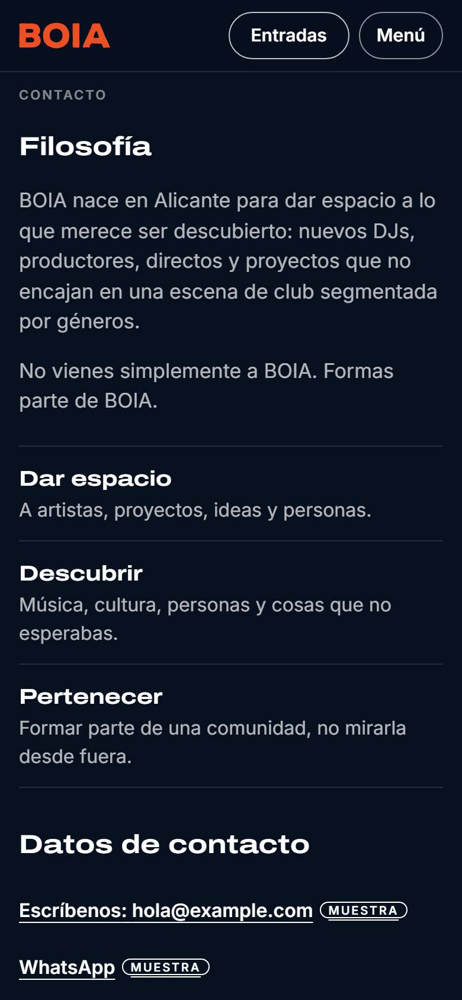 BOIA
Entradas
Menú
CONTACTO
Filosofía
BOIA nace en Alicante para dar espacio a lo
que merece ser descubierto: nuevos DJs,
productores, directos y proyectos que no
encajan en una escena de club segmentada
por géneros.
No vienes simplemente a BOIA. Formas
parte de BOIA.
Dar espacio
A artistas, proyectos, ideas y personas.
Descubrir
Música, cultura, personas y cosas que no
esperabas.
Pertenecer
Formar parte de una comunidad, no mirarla
desde fuera.
Datos de contacto
Escríbenos: hola@example.com MUESTRA
WhatsApp MUESTRA